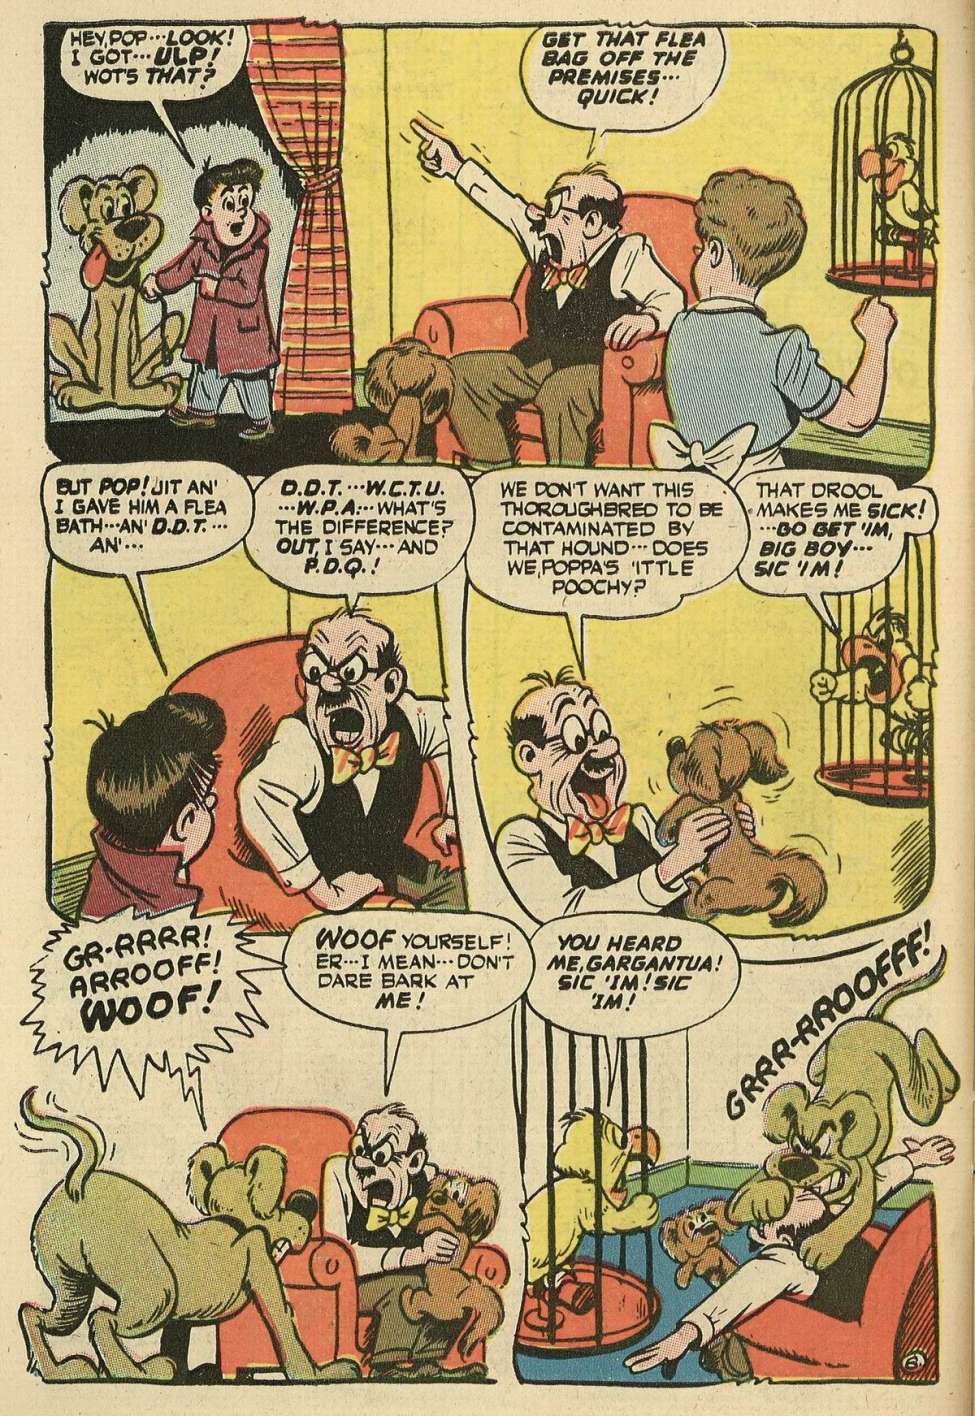 HEY, POP... LOOK!
I GOT... ULP!
WOT'S THAT?
GET THAT FLEA
BAG OFF THE
PREMISES...
QUICK!
BUT POP! JIT AN'
I GAVE HIM A FLEA
BATH... AN' D.D.T. ...
AN'...
D.D.T. ... W.C.T.U.
... W.P.A. ... WHAT'S
THE DIFFERENCE?
OUT, I SAY... AND
P.D.Q.!
WE DON'T WANT THIS
THOROUGHBRED TO BE
CONTAMINATED BY
THAT HOUND... DOES
WE, POPPA'S 'ITTLE
POOCHY?
THAT DROOL
MAKES ME SICK!
... GO GET 'IM,
BIG BOY...
SIC 'IM!
GR-RRRR!
ARROOFF!
WOOF!
WOOF YOURSELF!
ER... I MEAN... DON'T
DARE BARK AT
ME!
YOU HEARD
ME, GARGANTUA!
SIC 'IM! SIC
'IM!
GRRR-RROOFFF!